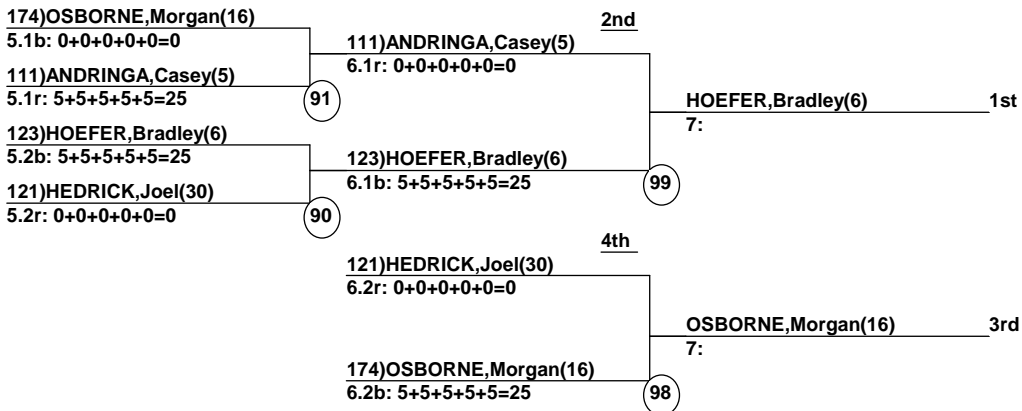 174)OSBORNE,Morgan(16)
5.1b: 0+0+0+0+0=0
111)ANDRINGA,Casey(5)
5.1r: 5+5+5+5+5=25
91
123)HOEFER,Bradley(6)
5.2b: 5+5+5+5+5=25
121)HEDRICK,Joel(30)
5.2r: 0+0+0+0+0=0
90
2nd
111)ANDRINGA,Casey(5)
6.1r: 0+0+0+0+0=0
123)HOEFER,Bradley(6)
6.1b: 5+5+5+5+5=25
99
HOEFER,Bradley(6)
1st
7:
4th
121)HEDRICK,Joel(30)
6.2r: 0+0+0+0+0=0
174)OSBORNE,Morgan(16)
6.2b: 5+5+5+5+5=25
98
OSBORNE,Morgan(16)
3rd
7: